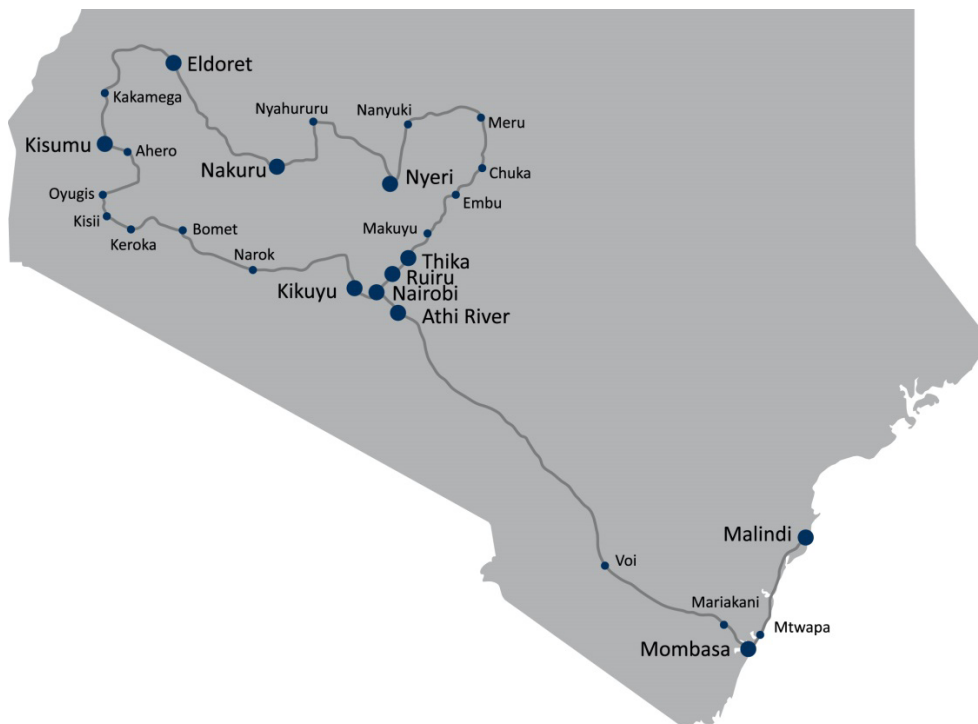 Eldoret
Kakamega
Nyahururu
Nanyuki
Meru
Kisumu
Ahero
Nakuru
Nyeri
Chuka
Oyugis
Embu
Kisii
Keroka
Bomet
Makuyu
Narok
Thika
Ruiru
Kikuyu
Nairobi
Athi River
Malindi
Voi
Mariakani
Mtwapa
Mombasa